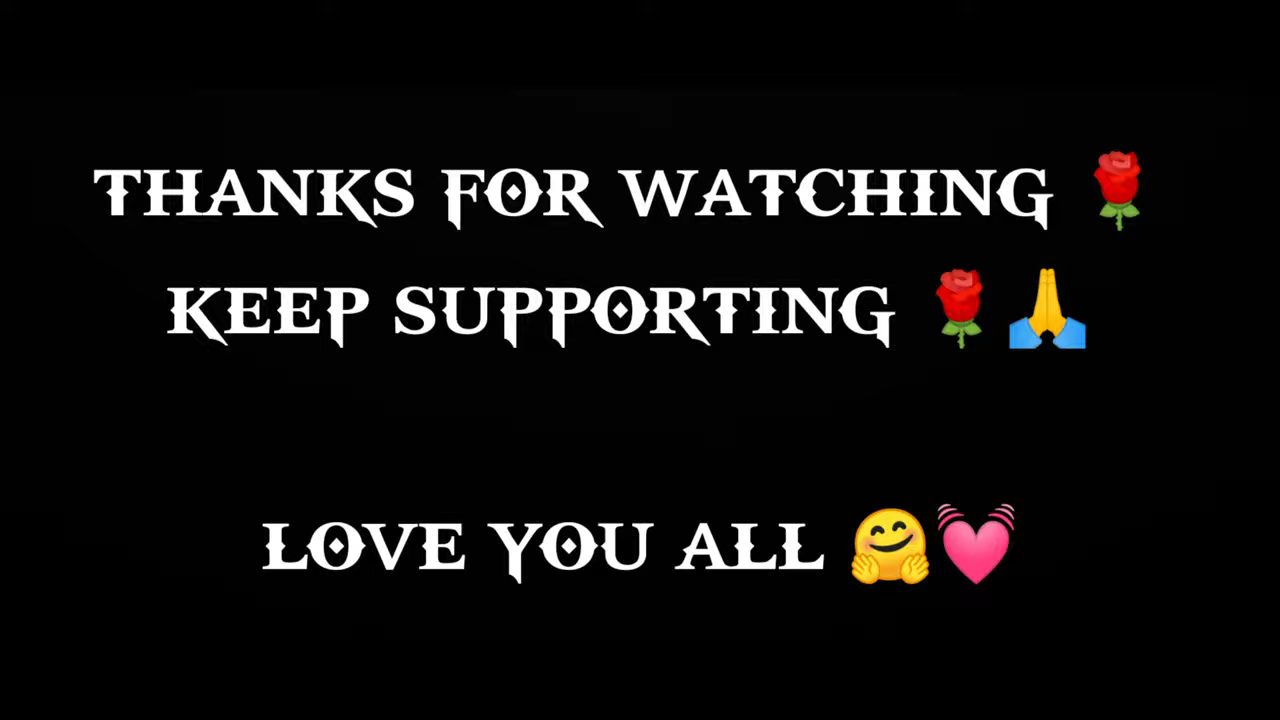 THANKS FOR WATCHING 🌹
KEEP SUPPORTING 🌹🙏
LOVE YOU ALL 🤗💓